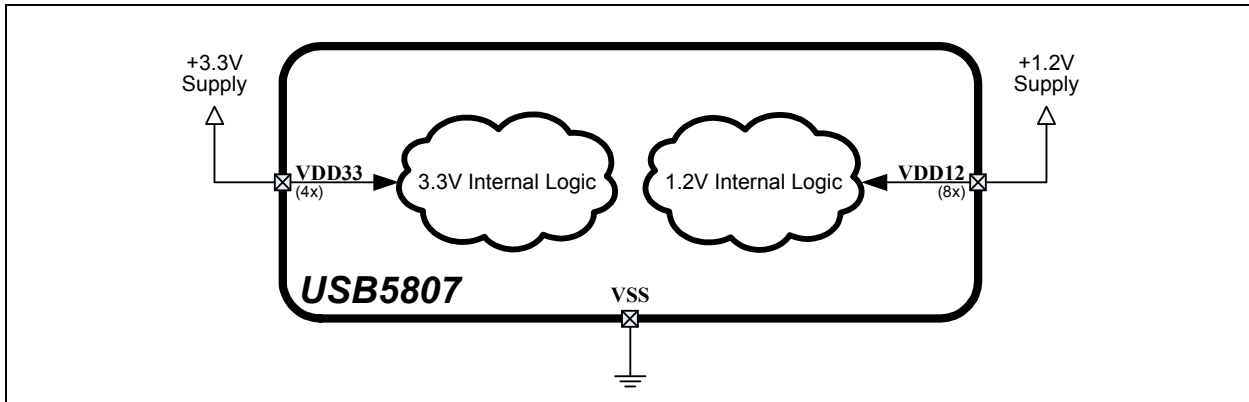 +3.3V
Supply
+1.2V
Supply
VDD33
(4x)
3.3V Internal Logic
1.2V Internal Logic
VDD12
(8x)
USB5807
VSS